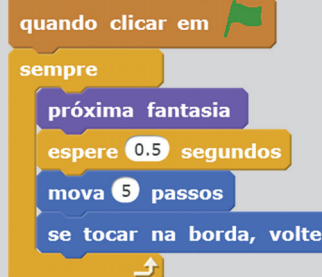 quando clicar em
sempre
próxima fantasia
espere 0.5 segundos
mova 5 passos
se tocar na borda, volte